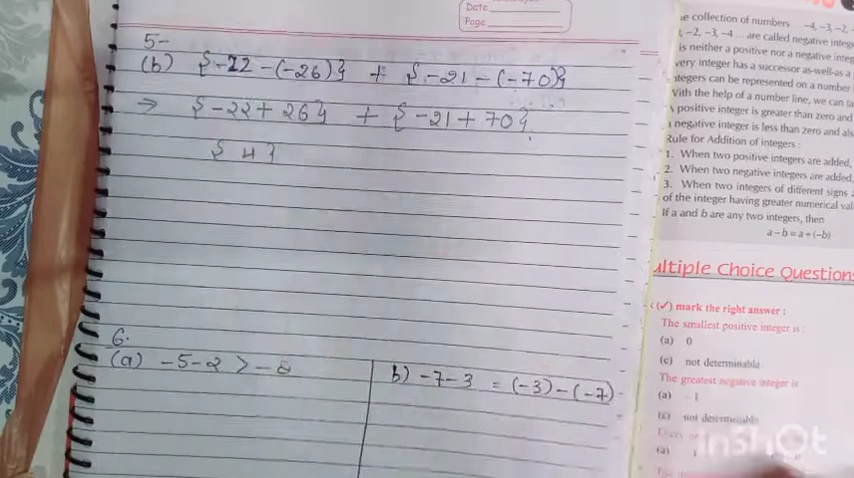 Date
Page
5-
(b) {-22-(-26)} + {-21-(-70)}
⇒ {-22+26} + {-21+70}
{ 4 }
6.
(a) -5-2 > -8
b) -7-3 = (-3)-(-7)
collection of numbers -4, -3, -2,
-2, -3, -4 ... are called negative
is neither a positive nor a negative
very integer has a successor as-well-as a
ntegers can be represented on a number
With the help of a number line, we can
positive integer is greater than zero and
negative integer is less than zero and
Rule for Addition of integers :
1. When two positive integers are added,
2. When two negative integers are added,
3. When two integers of different signs
of the integer having greater numerical
If a and b are any two integers, then
a-b=a+(-b)
ultiple Choice Questions
(✓) mark the right answer :
The smallest positive integer is :
(a) 0
(c) not determinable
The greatest negative integer is
(a) -1
(c) not determinable
(a)
inshot